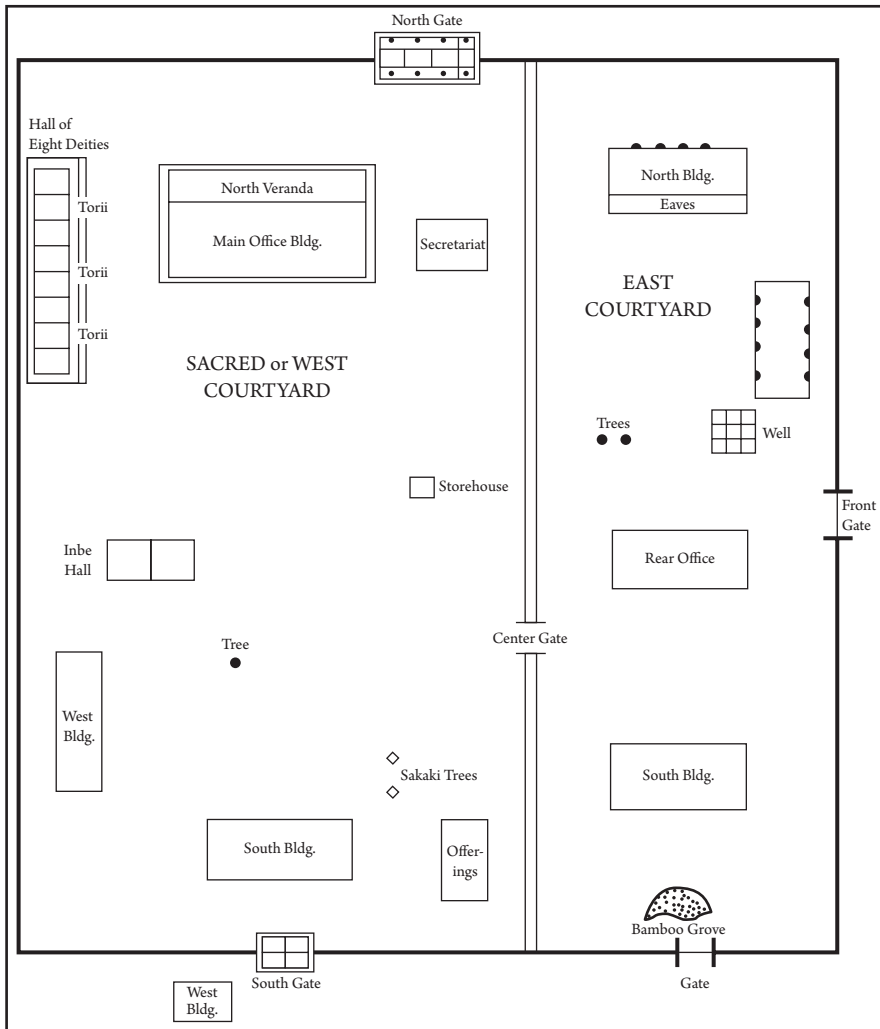 North Gate
Hall of
Eight Deities
Torii
Torii
Torii
North Veranda
Main Office Bldg.
Secretariat
North Bldg.
Eaves
EAST
COURTYARD
SACRED or WEST
COURTYARD
Trees
Well
Storehouse
Front
Gate
Inbe
Hall
Rear Office
Center Gate
Tree
West
Bldg.
Sakaki Trees
South Bldg.
South Bldg.
Offer-
ings
Bamboo Grove
South Gate
Gate
West
Bldg.